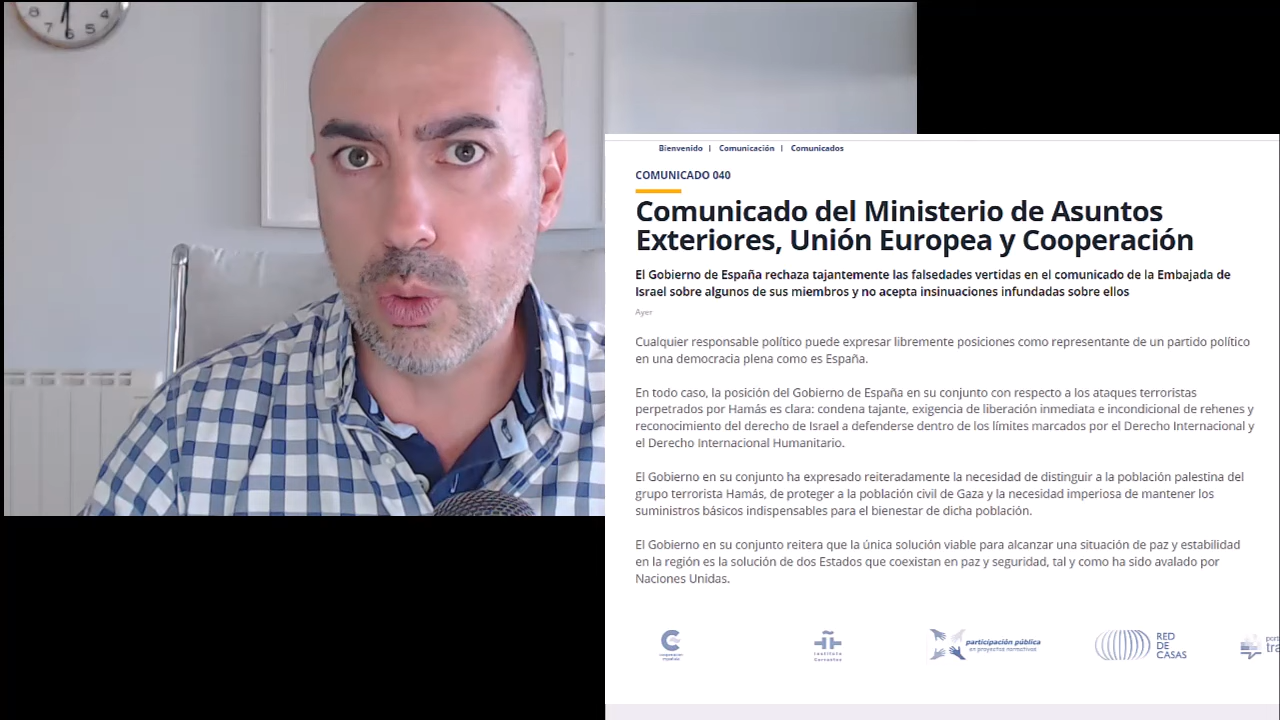 8
7
6
5
4
Bienvenido | Comunicación | Comunicados
COMUNICADO 040
Comunicado del Ministerio de Asuntos
Exteriores, Unión Europea y Cooperación
El Gobierno de España rechaza tajantemente las falsedades vertidas en el comunicado de la Embajada de
Israel sobre algunos de sus miembros y no acepta insinuaciones infundadas sobre ellos
Ayer
Cualquier responsable político puede expresar libremente posiciones como representante de un partido político
en una democracia plena como es España.
En todo caso, la posición del Gobierno de España en su conjunto con respecto a los ataques terroristas
perpetrados por Hamás es clara: condena tajante, exigencia de liberación inmediata e incondicional de rehenes y
reconocimiento del derecho de Israel a defenderse dentro de los límites marcados por el Derecho Internacional y
el Derecho Internacional Humanitario.
El Gobierno en su conjunto ha expresado reiteradamente la necesidad de distinguir a la población palestina del
grupo terrorista Hamás, de proteger a la población civil de Gaza y la necesidad imperiosa de mantener los
suministros básicos indispensables para el bienestar de dicha población.
El Gobierno en su conjunto reitera que la única solución viable para alcanzar una situación de paz y estabilidad
en la región es la solución de dos Estados que coexistan en paz y seguridad, tal y como ha sido avalado por
Naciones Unidas.
Instituto
Cervantes
participación pública
en proyectos normativos
RED
DE
CASAS